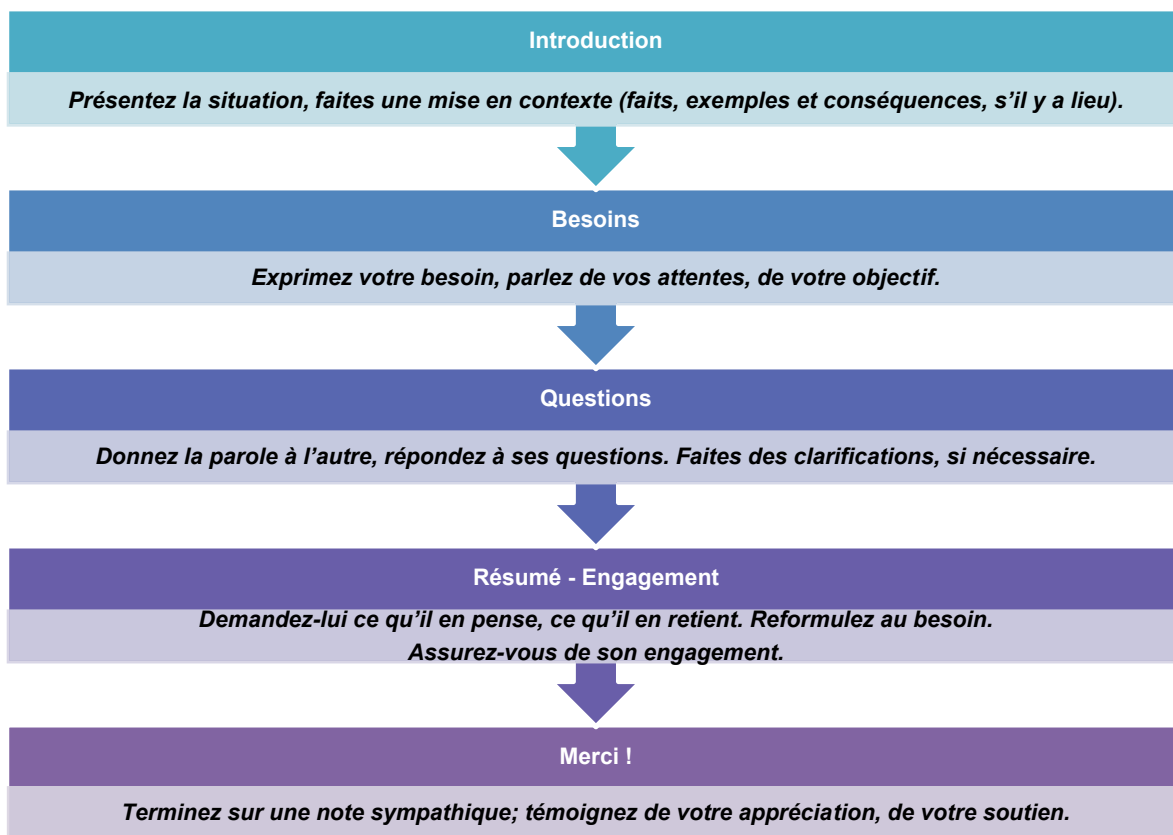 Introduction
Présentez la situation, faites une mise en contexte (faits, exemples et conséquences, s’il y a lieu).
Besoins
Exprimez votre besoin, parlez de vos attentes, de votre objectif.
Questions
Donnez la parole à l’autre, répondez à ses questions. Faites des clarifications, si nécessaire.
Résumé - Engagement
Demandez-lui ce qu’il en pense, ce qu’il en retient. Reformulez au besoin.
Assurez-vous de son engagement.
Merci !
Terminez sur une note sympathique; témoignez de votre appréciation, de votre soutien.